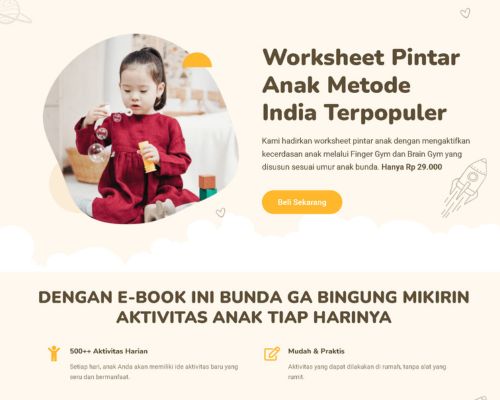 Worksheet Pintar
Anak Metode
India Terpopuler
Kami hadirkan worksheet pintar anak dengan mengaktifkan
kecerdasan anak melalui Finger Gym dan Brain Gym yang
disusun sesuai umur anak bunda. Hanya Rp 29.000
Beli Sekarang
DENGAN E-BOOK INI BUNDA GA BINGUNG MIKIRIN
AKTIVITAS ANAK TIAP HARINYA
500++ Aktivitas Harian
Setiap hari, anak Anda akan memiliki ide aktivitas baru yang
seru dan bermanfaat.
Mudah & Praktis
Aktivitas yang dapat dilakukan di rumah, tanpa alat yang
rumit.